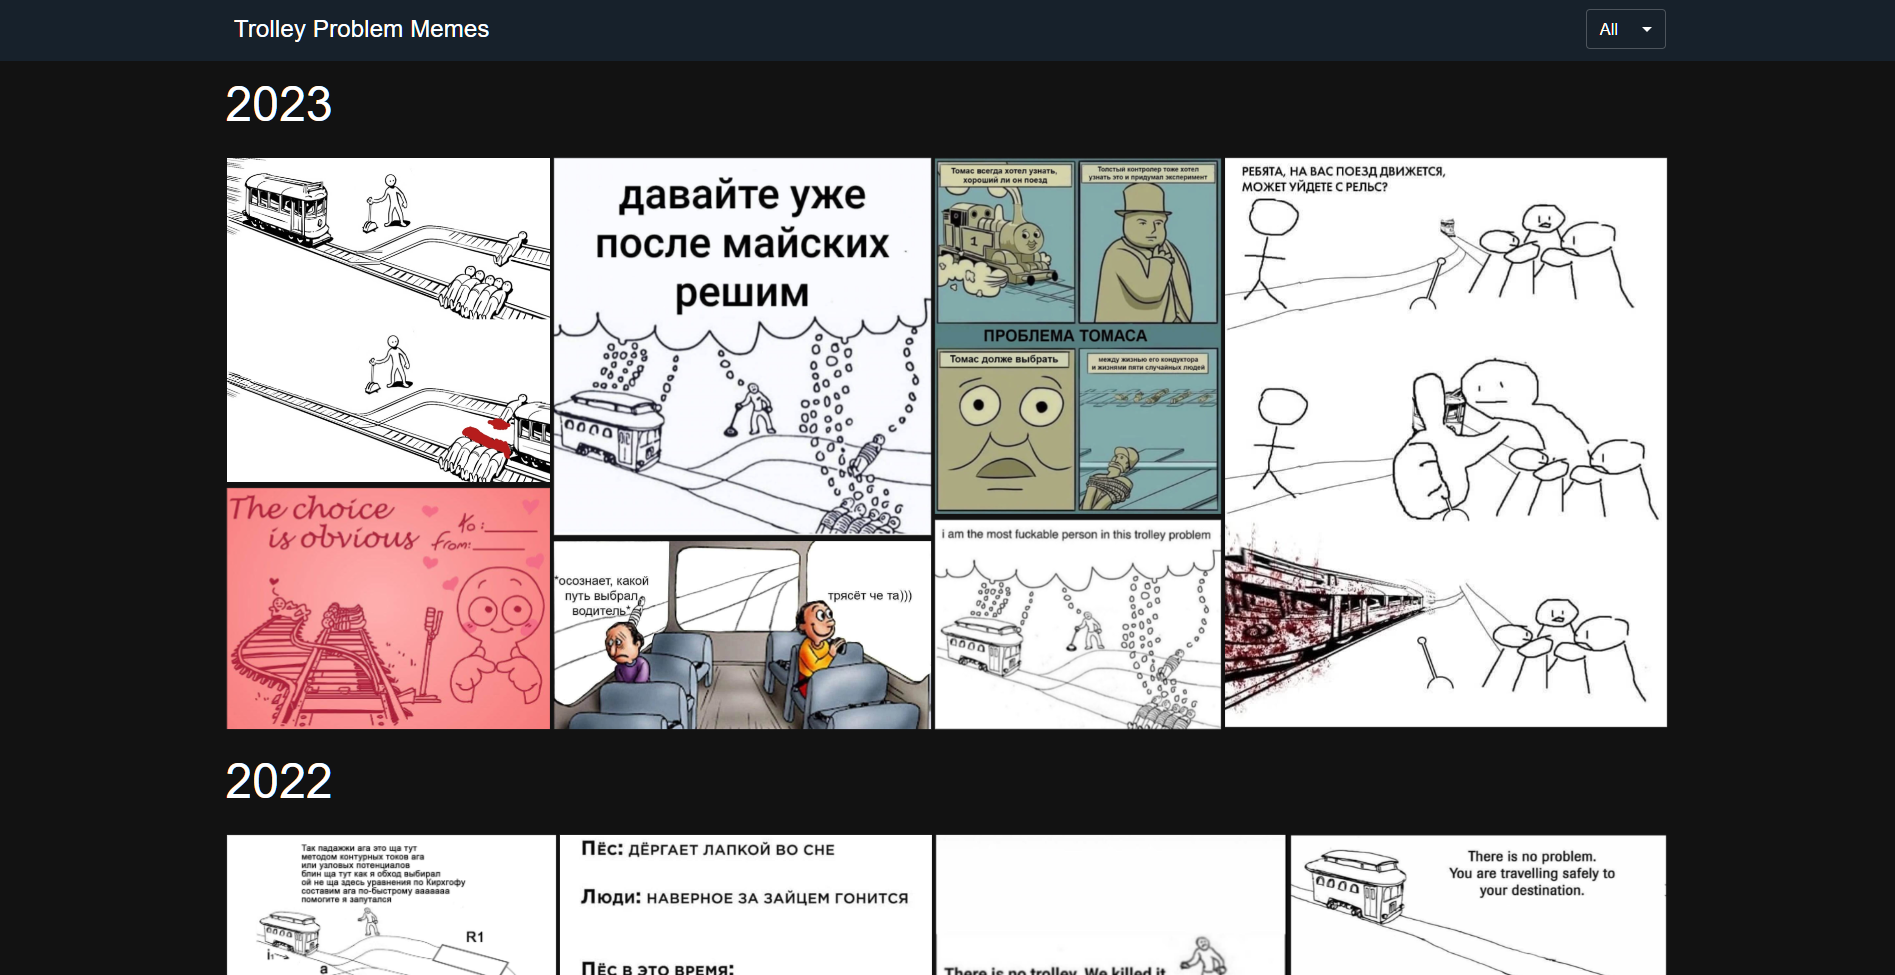 Trolley Problem Memes
All
2023
давайте уже
после майских
решим
Томас всегда хотел узнать,
хороший ли он поезд
Толстый контролер тоже хотел
узнать это и придумал эксперимент
1
ПРОБЛЕМА ТОМАСА
Томас долже выбрать
между жизнью его кондуктора
и жизнями пяти случайных людей
РЕБЯТА, НА ВАС ПОЕЗД ДВИЖЕТСЯ,
МОЖЕТ УЙДЕТЕ С РЕЛЬС?
The choice
is obvious
to:
from:
*осознает, какой
путь выбрал
водитель*
трясёт че та)))
i am the most fuckable person in this trolley problem
2022
Так падажжи ага это ща тут
методом контурных токов ага
или узловых потенциалов
блин ща тут как я обход выбирал
ой не ща здесь уравнения по Кирхгофу
составим ага по-быстрому ааааааа
помогите я запутался
R1
i₁
a
Пёс: ДЁРГАЕТ ЛАПКОЙ ВО СНЕ
Люди: НАВЕРНОЕ ЗА ЗАЙЦЕМ ГОНИТСЯ
Пёс В ЭТО ВРЕМЯ:
There is no trolley. We killed it
There is no problem.
You are travelling safely to
your destination.